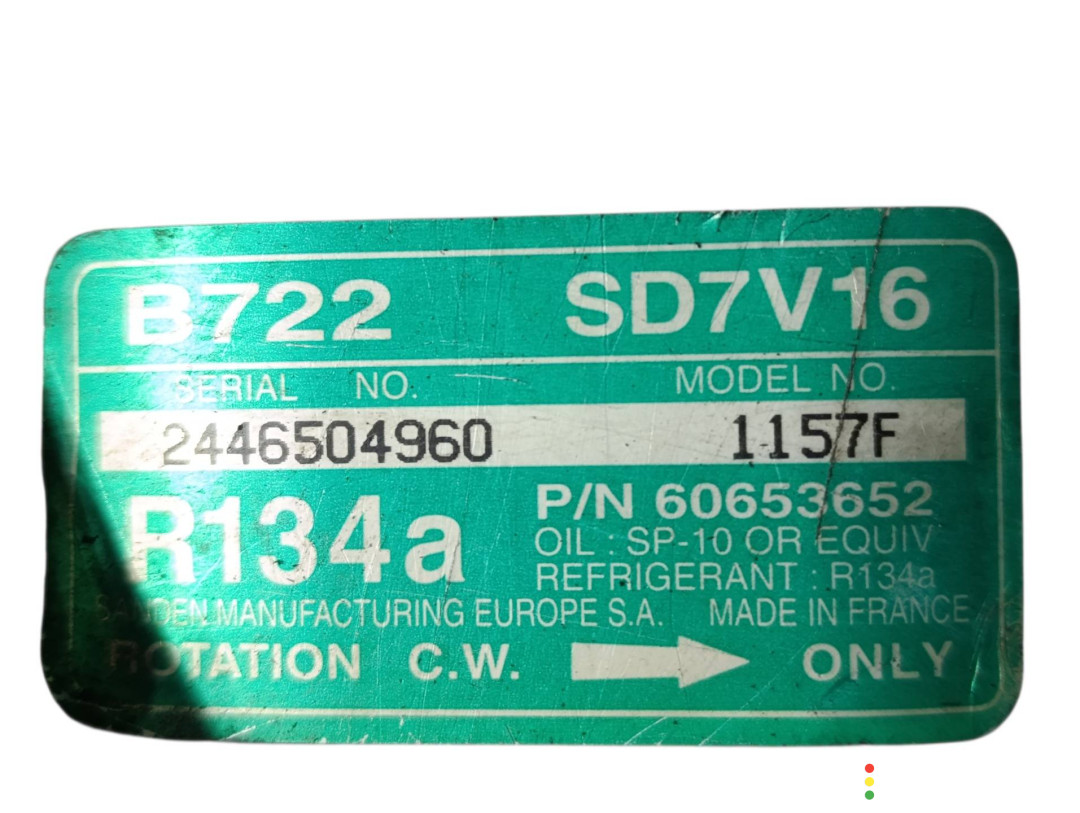 B722 SD7V16
SERIAL NO. MODEL NO.
2446504960 1157F
R134a
P/N 60653652
OIL : SP-10 OR EQUIV
REFRIGERANT : R134a
SANDEN MANUFACTURING EUROPE S.A. MADE IN FRANCE
ROTATION C.W. ONLY